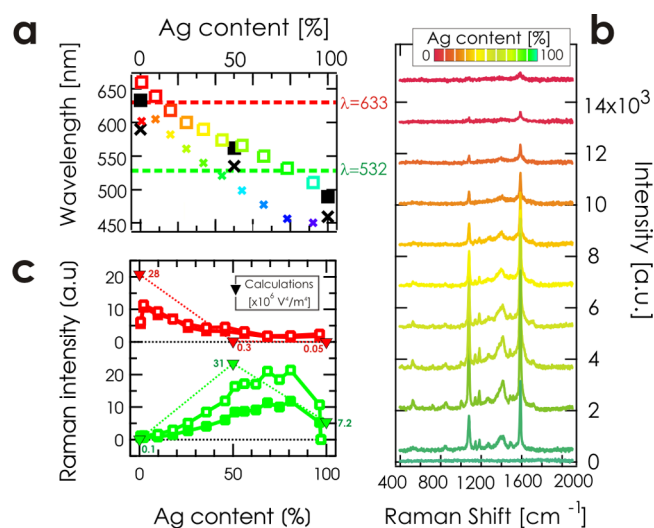 a
Ag content [%]
0 50 100
Wavelength [nm]
650
600
550
500
450
λ=633
λ=532
b
Ag content [%]
0 100%
14x10³
12
10
8
6
4
2
0
Intensity [a.u.]
400 800 1200 1600 2000
Raman Shift [cm⁻¹]
c
Raman intensity (a.u)
20
10
0
20
10
0
28
Calculations
[x10⁶ V⁴/m⁴]
0.3
0.05
31
7.2
0.1
0 50 100
Ag content (%)